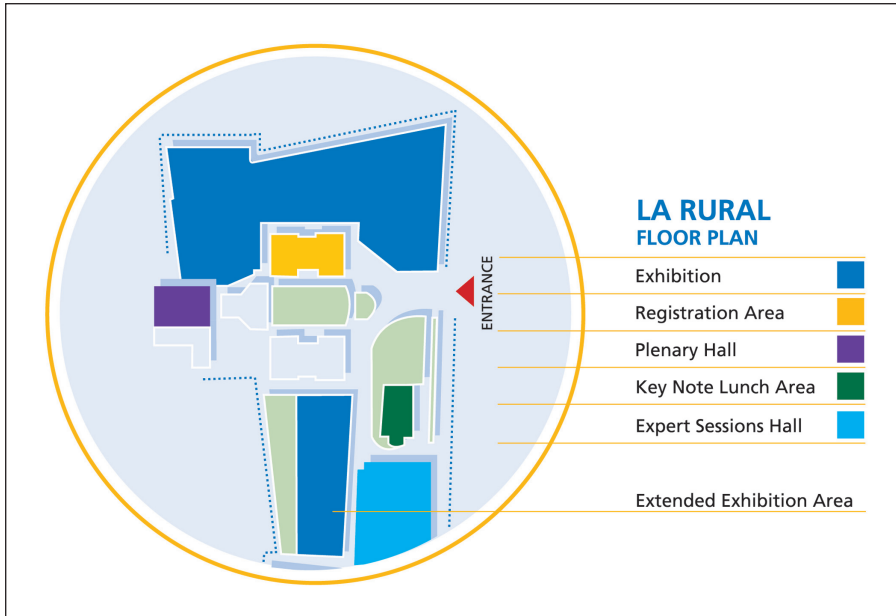 LA RURAL
FLOOR PLAN
ENTRANCE
Exhibition
Registration Area
Plenary Hall
Key Note Lunch Area
Expert Sessions Hall
Extended Exhibition Area